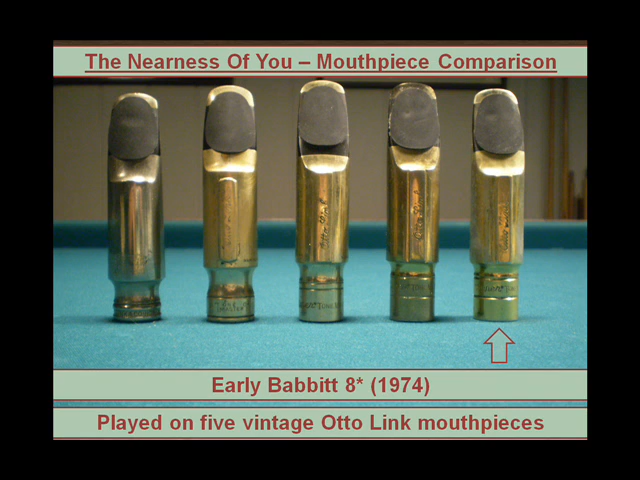 The Nearness Of You – Mouthpiece Comparison
Early Babbitt 8* (1974)
Played on five vintage Otto Link mouthpieces